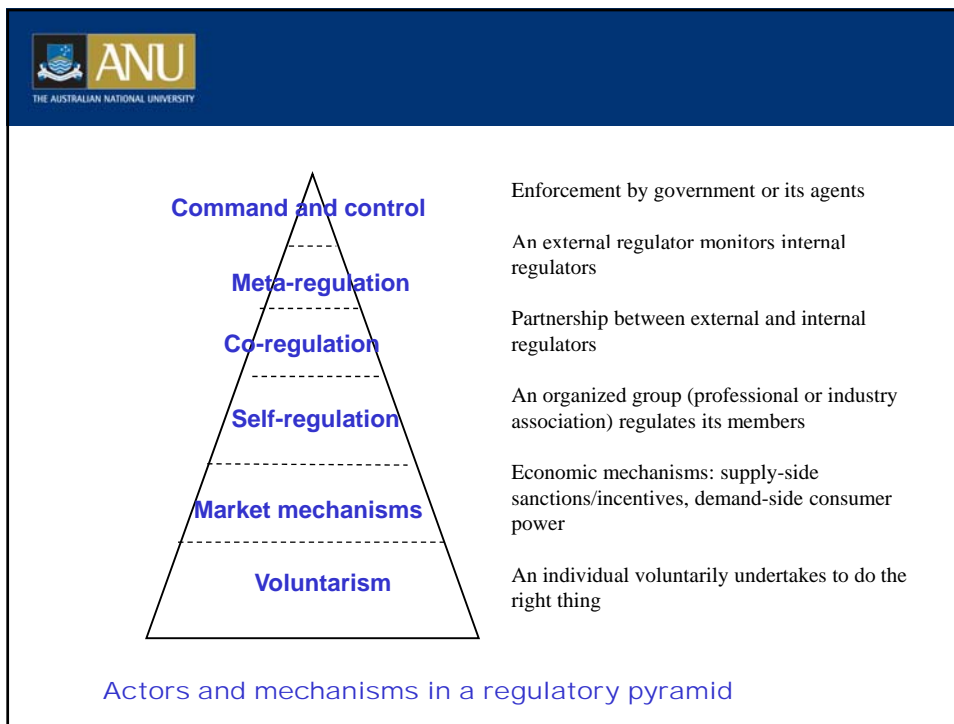 ANU
THE AUSTRALIAN NATIONAL UNIVERSITY
Command and control
Enforcement by government or its agents
Meta-regulation
An external regulator monitors internal
regulators
Co-regulation
Partnership between external and internal
regulators
Self-regulation
An organized group (professional or industry
association) regulates its members
Market mechanisms
Economic mechanisms: supply-side
sanctions/incentives, demand-side consumer
power
Voluntarism
An individual voluntarily undertakes to do the
right thing
Actors and mechanisms in a regulatory pyramid